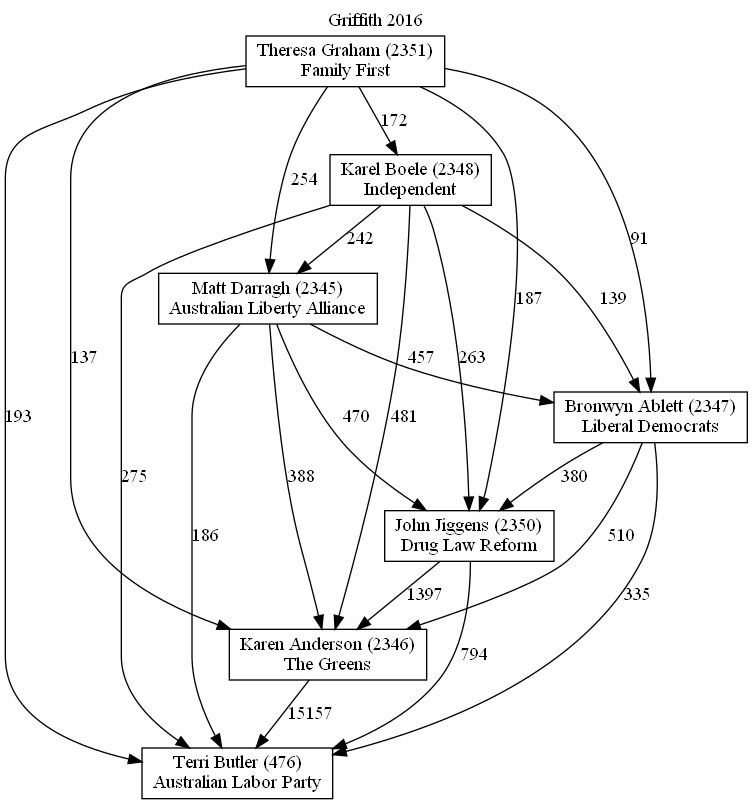 Griffith 2016
Theresa Graham (2351)
Family First
172
Karel Boele (2348)
Independent
254
242
91
Matt Darragh (2345)
Australian Liberty Alliance
187
139
137
457
263
193
470
481
Bronwyn Ablett (2347)
Liberal Democrats
275
388
380
186
John Jiggens (2350)
Drug Law Reform
510
1397
335
Karen Anderson (2346)
The Greens
794
15157
Terri Butler (476)
Australian Labor Party